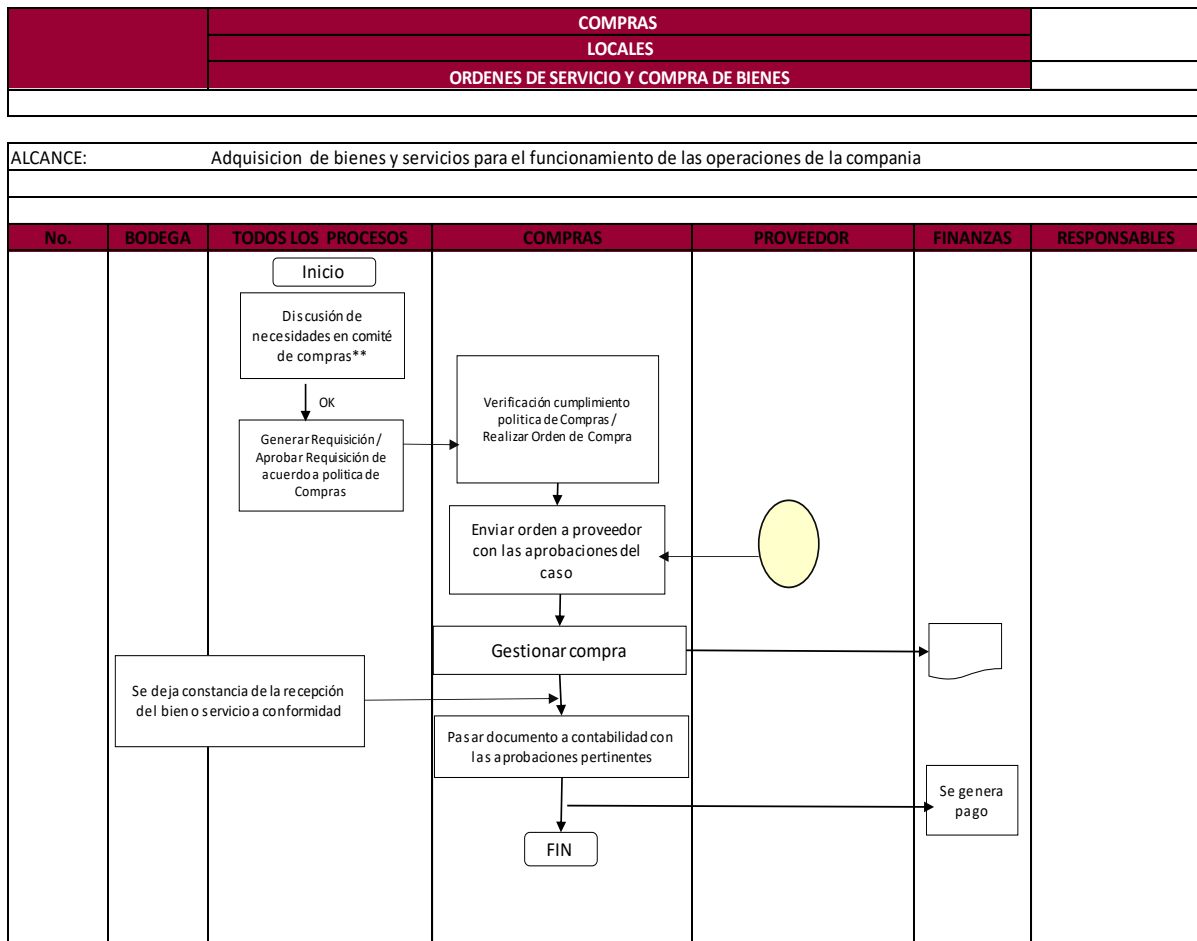 COMPRAS
LOCALES
ORDENES DE SERVICIO Y COMPRA DE BIENES
ALCANCE: Adquisicion de bienes y servicios para el funcionamiento de las operaciones de la compania
No. BODEGA TODOS LOS PROCESOS COMPRAS PROVEEDOR FINANZAS RESPONSABLES
Inicio
Discusión de
necesidades en comité
de compras**
OK
Generar Requisición /
Aprobar Requisición de
acuerdo a politica de
Compras
Verificación cumplimiento
politica de Compras /
Realizar Orden de Compra
Enviar orden a proveedor
con las aprobaciones del
caso
Gestionar compra
Se deja constancia de la recepción
del bien o servicio a conformidad
Pasar documento a contabilidad con
las aprobaciones pertinentes
Se genera
pago
FIN